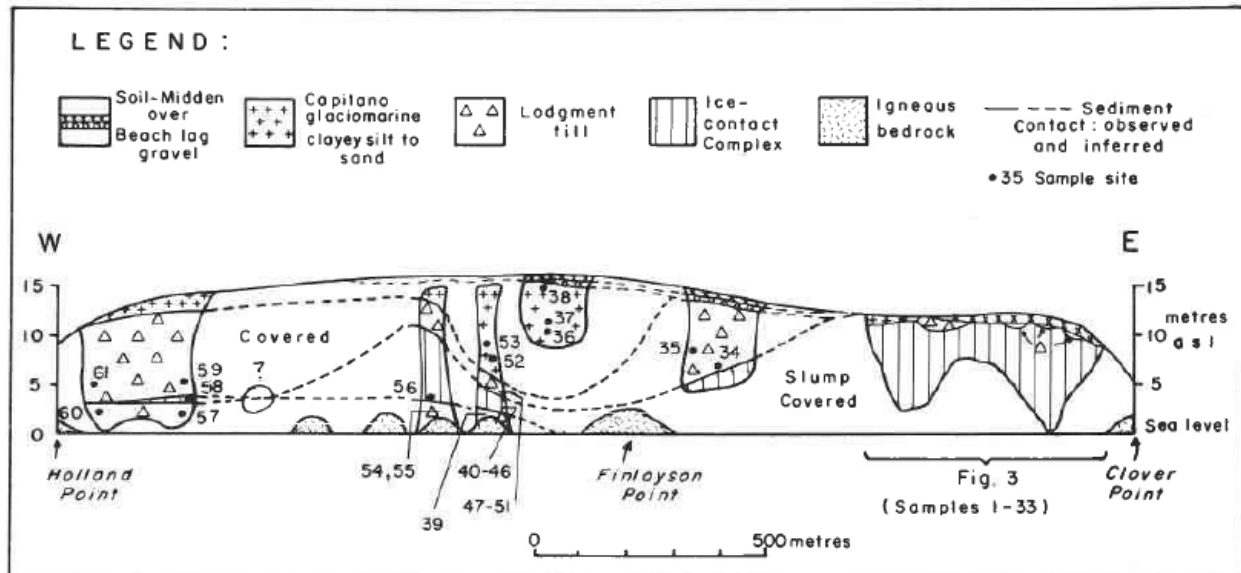 LEGEND:
Soil-Midden
over
Beach lag
gravel
Capitano
glaciomarine
clayey silt to
sand
Lodgment
till
Ice-
contact
Complex
Igneous
bedrock
Sediment
Contact: observed
and inferred
•35 Sample site
W
E
15
10
5
0
15
10
5
metres
a s l
Sea level
Covered
?
Slump
Covered
61
60
59
58
57
56
54,55
39
53
52
40-46
47-51
38
37
36
35
34
Holland
Point
Finlayson
Point
Clover
Point
Fig. 3
(Samples 1-33)
0
500 metres